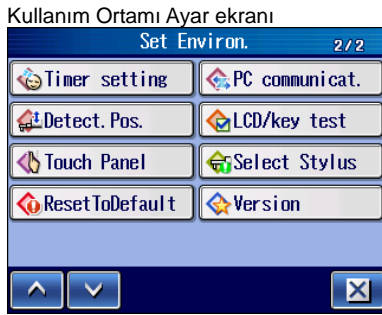 Kullanım Ortamı Ayar ekranı
Set Environ. 2/2
Timer setting PC communicat.
Detect. Pos. LCD/key test
Touch Panel Select Stylus
ResetToDefault Version